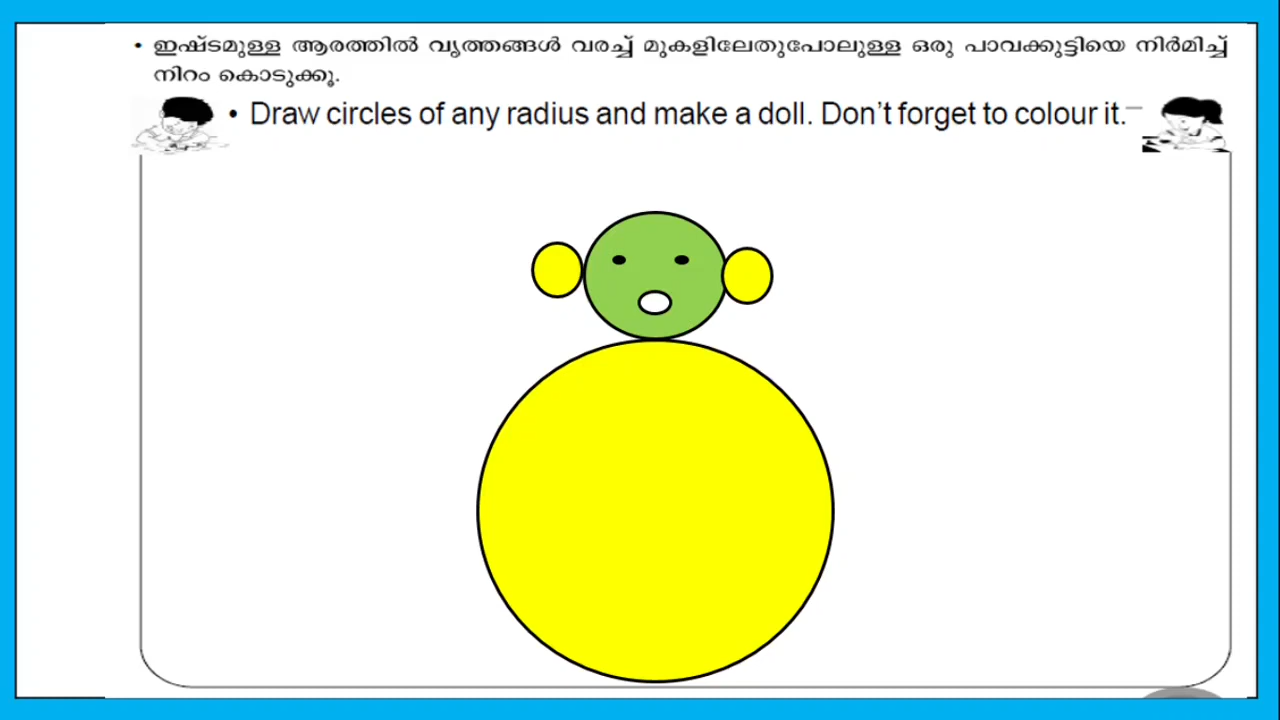 • ഇഷ്ടമുള്ള ആരത്തിൽ വൃത്തങ്ങൾ വരച്ച് മുകളിലേതുപോലുള്ള ഒരു പാവക്കുട്ടിയെ നിർമിച്ച്
നിറം കൊടുക്കൂ.
• Draw circles of any radius and make a doll. Don't forget to colour it.